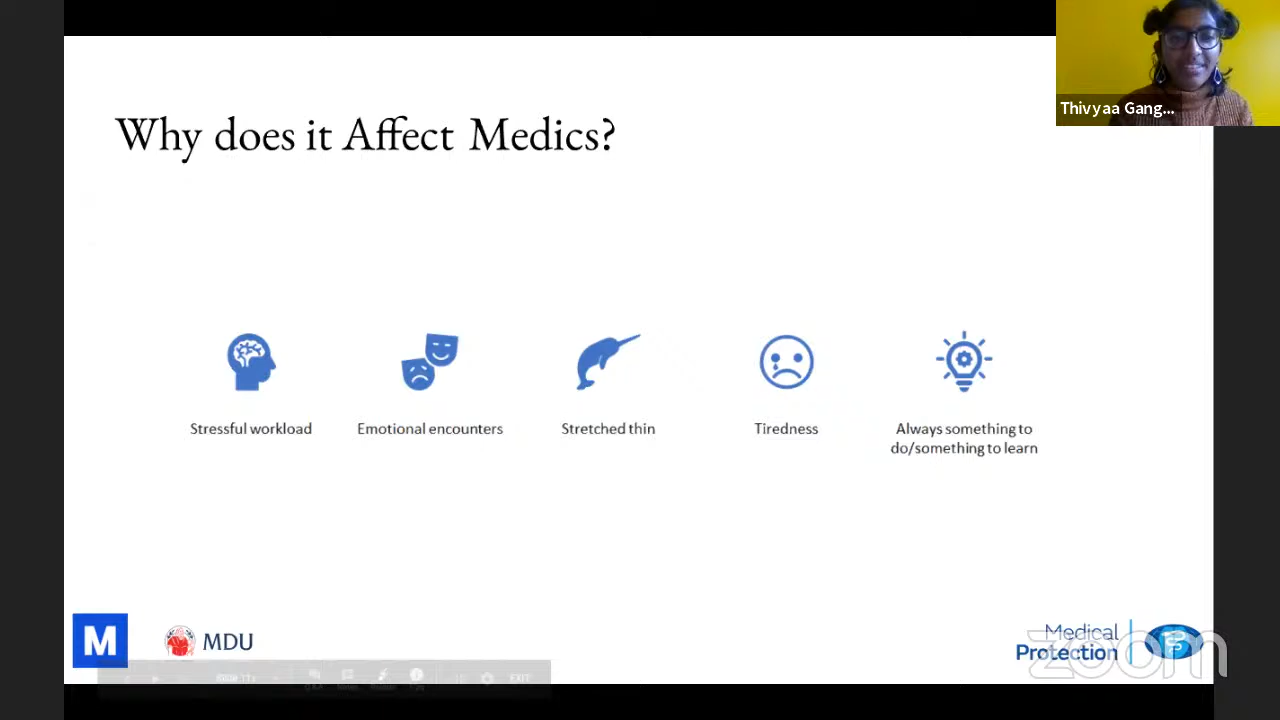 Thivyaa Gang...
Why does it Affect Medics?
Stressful workload
Emotional encounters
Stretched thin
Tiredness
Always something to
do/something to learn
M
MDU
Medical
Protection
zoom
EXIT